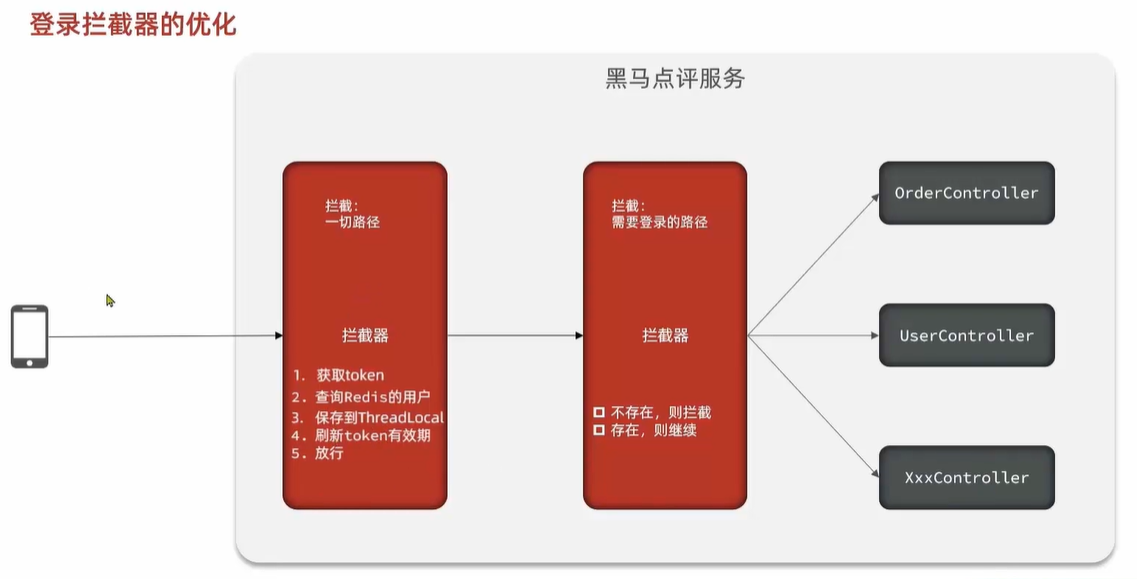 登录拦截器的优化
黑马点评服务
拦截：
一切路径
拦截器
1. 获取token
2. 查询Redis的用户
3. 保存到ThreadLocal
4. 刷新token有效期
5. 放行
拦截：
需要登录的路径
拦截器
不存在，则拦截
存在，则继续
OrderController
UserController
XxxController